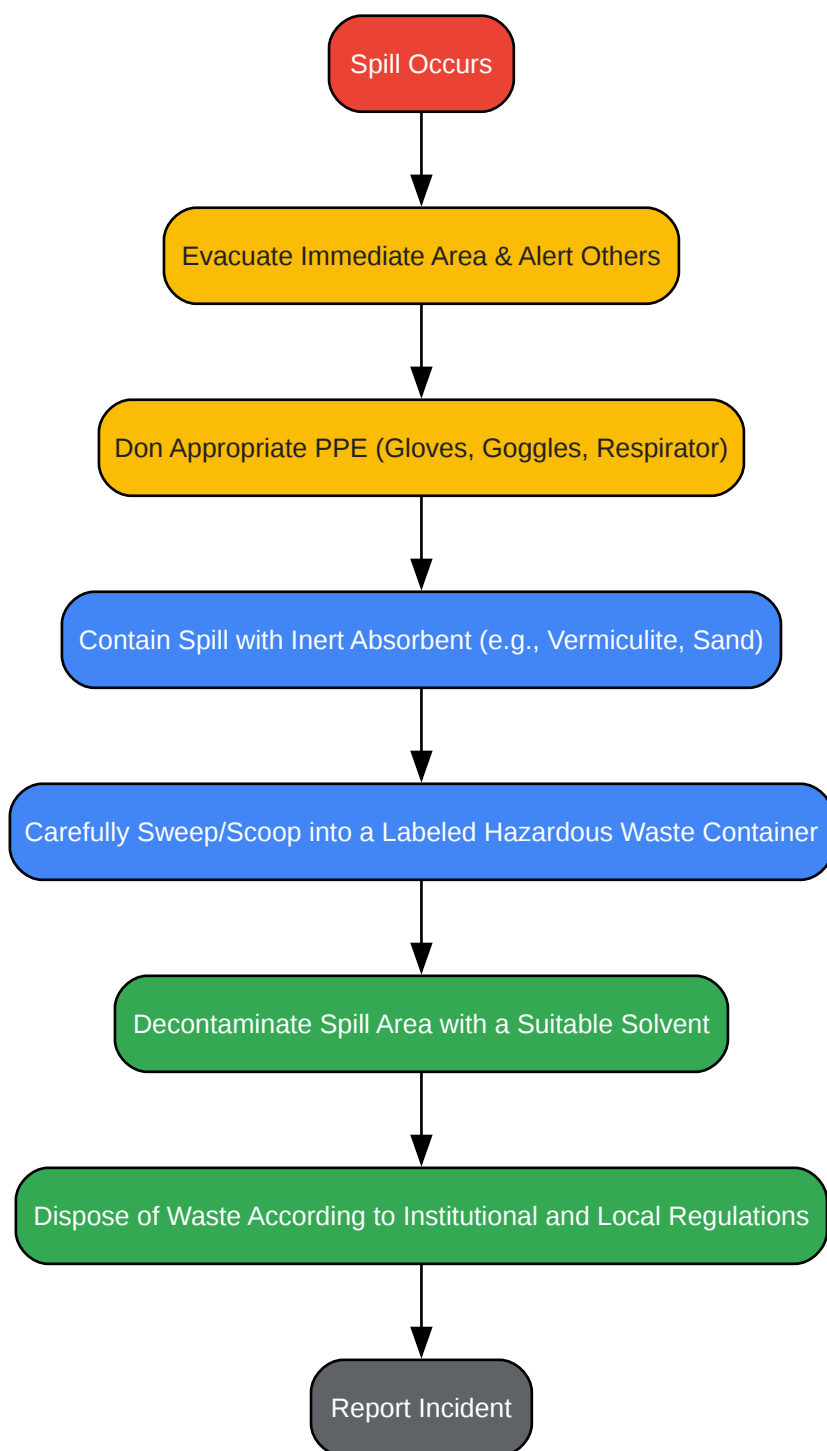 Spill Occurs
Evacuate Immediate Area & Alert Others
Don Appropriate PPE (Gloves, Goggles, Respirator)
Contain Spill with Inert Absorbent (e.g., Vermiculite, Sand)
Carefully Sweep/Scoop into a Labeled Hazardous Waste Container
Decontaminate Spill Area with a Suitable Solvent
Dispose of Waste According to Institutional and Local Regulations
Report Incident